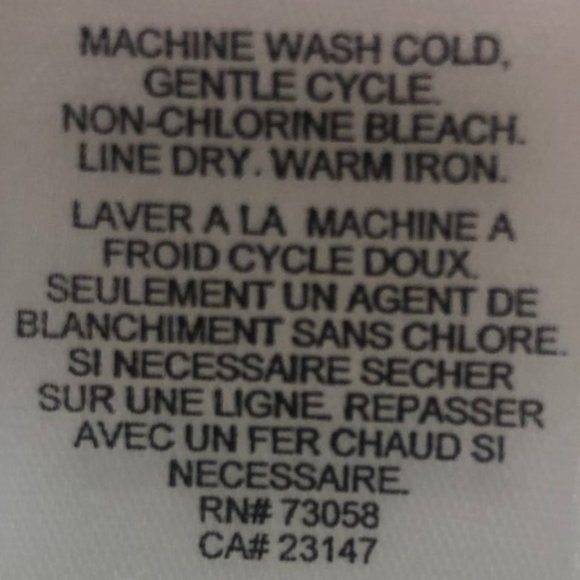 MACHINE WASH COLD,
GENTLE CYCLE.
NON-CHLORINE BLEACH.
LINE DRY. WARM IRON.
LAVER A LA MACHINE A
FROID CYCLE DOUX.
SEULEMENT UN AGENT DE
BLANCHIMENT SANS CHLORE.
SI NECESSAIRE SECHER
SUR UNE LIGNE. REPASSER
AVEC UN FER CHAUD SI
NECESSAIRE.
RN# 73058
CA# 23147